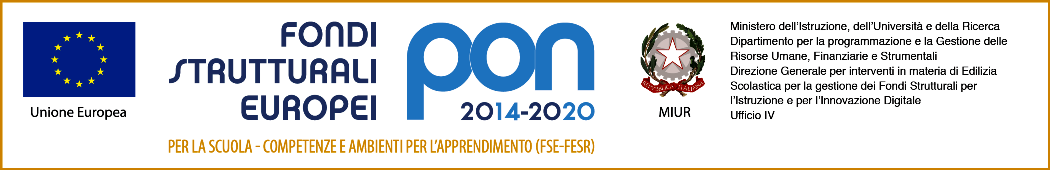 Unione Europea
FONDI
STRUTTURALI
EUROPEI
pon
2014-2020
PER LA SCUOLA - COMPETENZE E AMBIENTI PER L'APPRENDIMENTO (FSE-FESR)
MIUR
Ministero dell'Istruzione, dell'Università e della Ricerca
Dipartimento per la programmazione e la Gestione delle
Risorse Umane, Finanziarie e Strumentali
Direzione Generale per interventi in materia di Edilizia
Scolastica per la gestione dei Fondi Strutturali per
l'Istruzione e per l'Innovazione Digitale
Ufficio IV